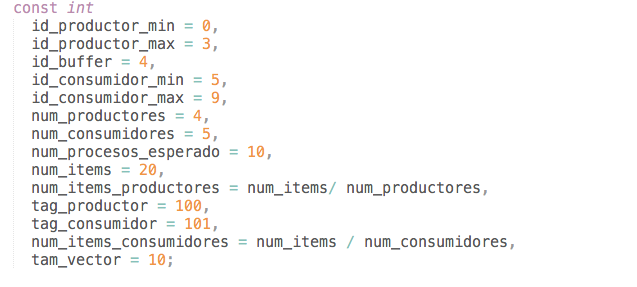 const int
id_productor_min = 0,
id_productor_max = 3,
id_buffer = 4,
id_consumidor_min = 5,
id_consumidor_max = 9,
num_productores = 4,
num_consumidores = 5,
num_procesos_esperado = 10,
num_items = 20,
num_items_productores = num_items/ num_productores,
tag_productor = 100,
tag_consumidor = 101,
num_items_consumidores = num_items / num_consumidores,
tam_vector = 10;